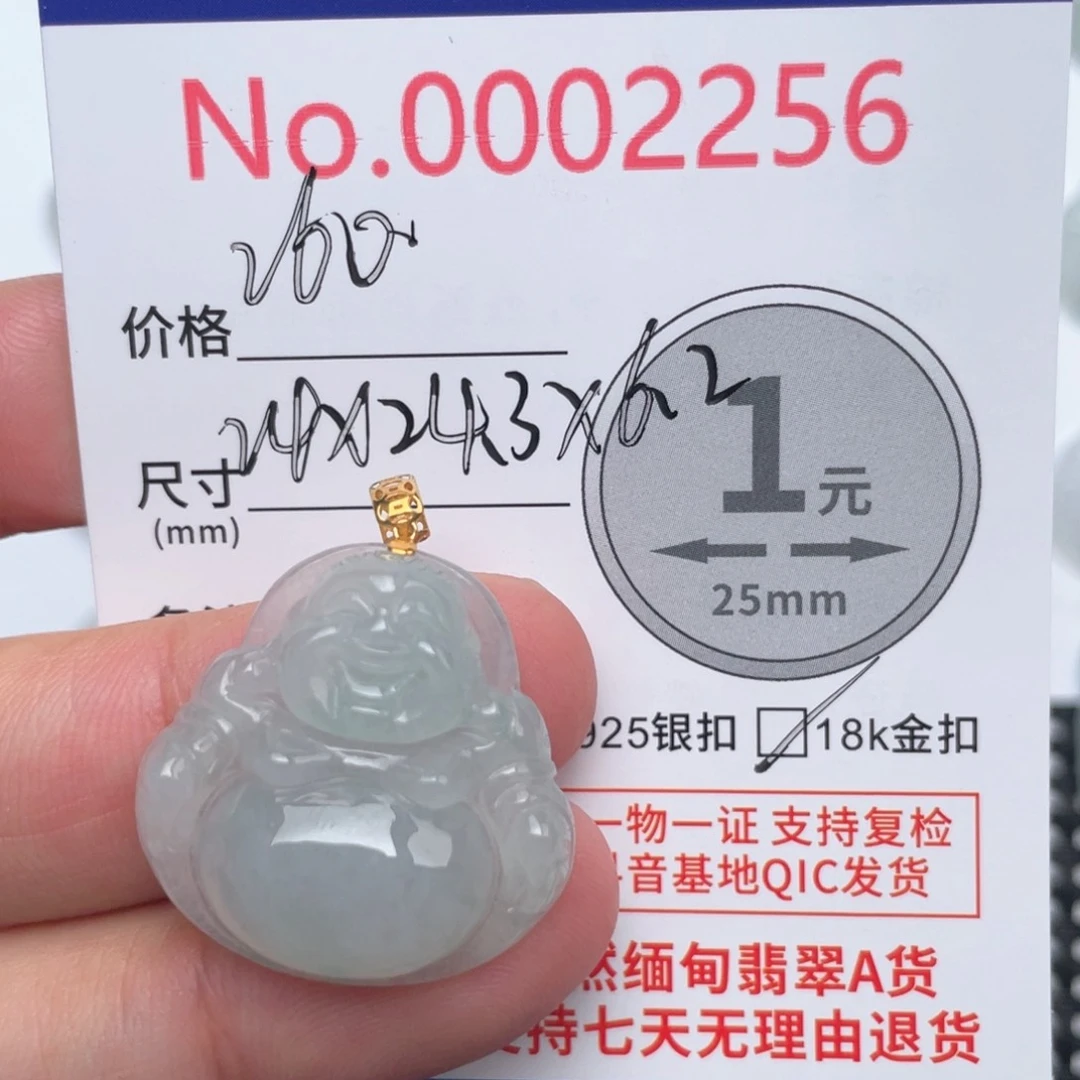 No.0002256
价格 260
尺寸 24x24.3x6.2
(mm)
1元
25mm
925银扣 18k金扣
一物一证 支持复检
抖音基地QIC发货
然缅甸翡翠A货
支持七天无理由退货